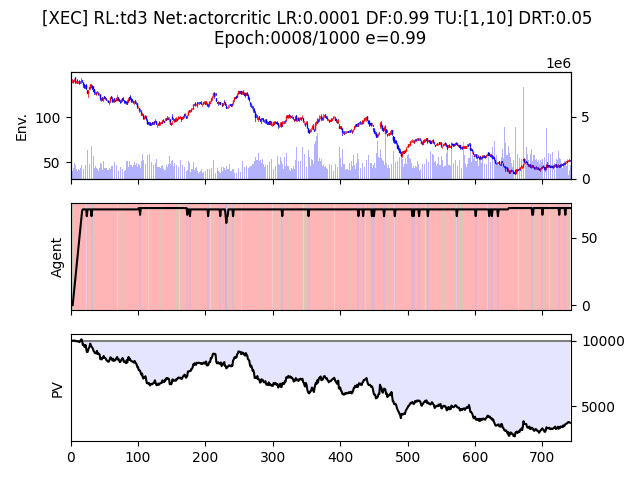 [XEC] RL:td3 Net:actorcritic LR:0.0001 DF:0.99 TU:[1,10] DRT:0.05
Epoch:0008/1000 e=0.99
1e6
Env.
100
50
5
0
Agent
50
0
PV
10000
5000
0 100 200 300 400 500 600 700